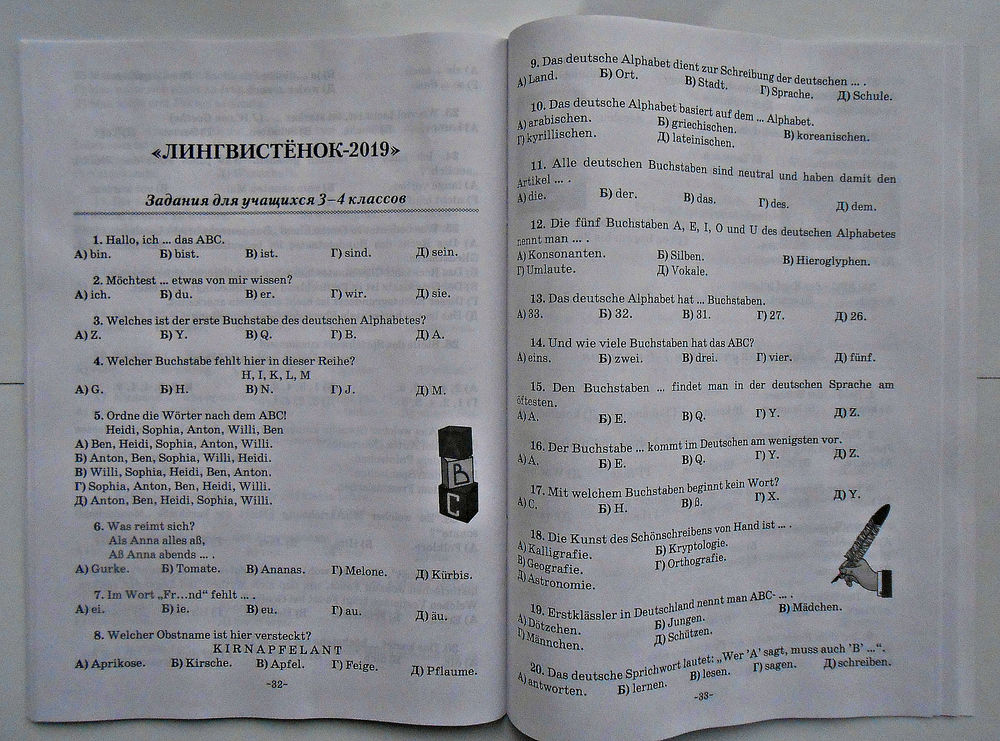 «ЛИНГВИСТЁНОК-2019»
Задания для учащихся 3–4 классов
1. Hallo, ich ... das ABC.
А) bin. Б) bist. В) ist. Г) sind. Д) sein.
2. Möchtest ... etwas von mir wissen?
А) ich. Б) du. В) er. Г) wir. Д) sie.
3. Welches ist der erste Buchstabe des deutschen Alphabetes?
А) Z. Б) Y. В) Q. Г) B. Д) A.
4. Welcher Buchstabe fehlt hier in dieser Reihe?
H, I, K, L, M
А) G. Б) H. В) N. Г) J. Д) M.
5. Ordne die Wörter nach dem ABC!
Heidi, Sophia, Anton, Willi, Ben
А) Ben, Heidi, Sophia, Anton, Willi.
Б) Anton, Ben, Sophia, Willi, Heidi.
В) Willi, Sophia, Heidi, Ben, Anton.
Г) Sophia, Anton, Ben, Heidi, Willi.
Д) Anton, Ben, Heidi, Sophia, Willi.
B
C
6. Was reimt sich?
Als Anna alles aß,
Aß Anna abends ... .
А) Gurke. Б) Tomate. В) Ananas. Г) Melone. Д) Kürbis.
7. Im Wort „Fr...nd“ fehlt ... .
А) ei. Б) ie. В) eu. Г) au. Д) äu.
8. Welcher Obstname ist hier versteckt?
KIRNAPFELANT
А) Aprikose. Б) Kirsche. В) Apfel. Г) Feige. Д) Pflaume.
-32-
9. Das deutsche Alphabet dient zur Schreibung der deutschen ... .
А) Land. Б) Ort. В) Stadt. Г) Sprache. Д) Schule.
10. Das deutsche Alphabet basiert auf dem ... Alphabet.
А) arabischen. Б) griechischen. В) koreanischen.
Г) kyrillischen. Д) lateinischen.
11. Alle deutschen Buchstaben sind neutral und haben damit den
Artikel ... .
А) die. Б) der. В) das. Г) des. Д) dem.
12. Die fünf Buchstaben A, E, I, O und U des deutschen Alphabetes
nennt man ... .
А) Konsonanten. Б) Silben. В) Hieroglyphen.
Г) Umlaute. Д) Vokale.
13. Das deutsche Alphabet hat ... Buchstaben.
А) 33. Б) 32. В) 31. Г) 27. Д) 26.
14. Und wie viele Buchstaben hat das ABC?
А) eins. Б) zwei. В) drei. Г) vier. Д) fünf.
15. Den Buchstaben ... findet man in der deutschen Sprache am
öftesten.
А) A. Б) E. В) Q. Г) Y. Д) Z.
16. Der Buchstabe ... kommt im Deutschen am wenigsten vor.
А) A. Б) E. В) Q. Г) Y. Д) Z.
17. Mit welchem Buchstaben beginnt kein Wort?
А) C. Б) H. В) ß. Г) X. Д) Y.
18. Die Kunst des Schönschreibens von Hand ist ... .
А) Kalligrafie. Б) Kryptologie.
В) Geografie. Г) Orthografie.
Д) Astronomie.
19. Erstklässler in Deutschland nennt man ABC-... .
А) Dötzchen. Б) Jungen. В) Mädchen.
Г) Männchen. Д) Schützen.
20. Das deutsche Sprichwort lautet: „Wer 'A' sagt, muss auch 'B' ...“.
А) antworten. Б) lernen. В) lesen. Г) sagen. Д) schreiben.
-33-